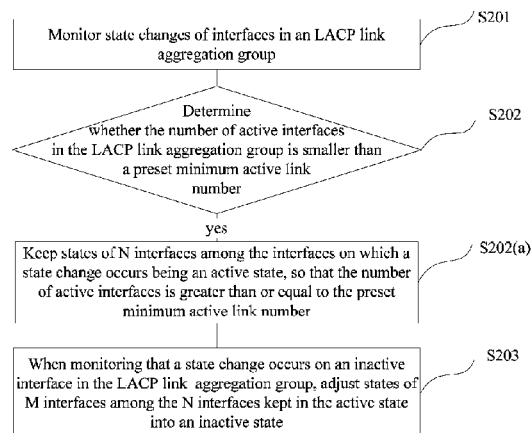 S201
Monitor state changes of interfaces in an LACP link
aggregation group
S202
Determine
whether the number of active interfaces
in the LACP link aggregation group is smaller than
a preset minimum active link
number
yes
S202(a)
Keep states of N interfaces among the interfaces on which a
state change occurs being an active state, so that the number
of active interfaces is greater than or equal to the preset
minimum active link number
S203
When monitoring that a state change occurs on an inactive
interface in the LACP link aggregation group, adjust states of
M interfaces among the N interfaces kept in the active state
into an inactive state